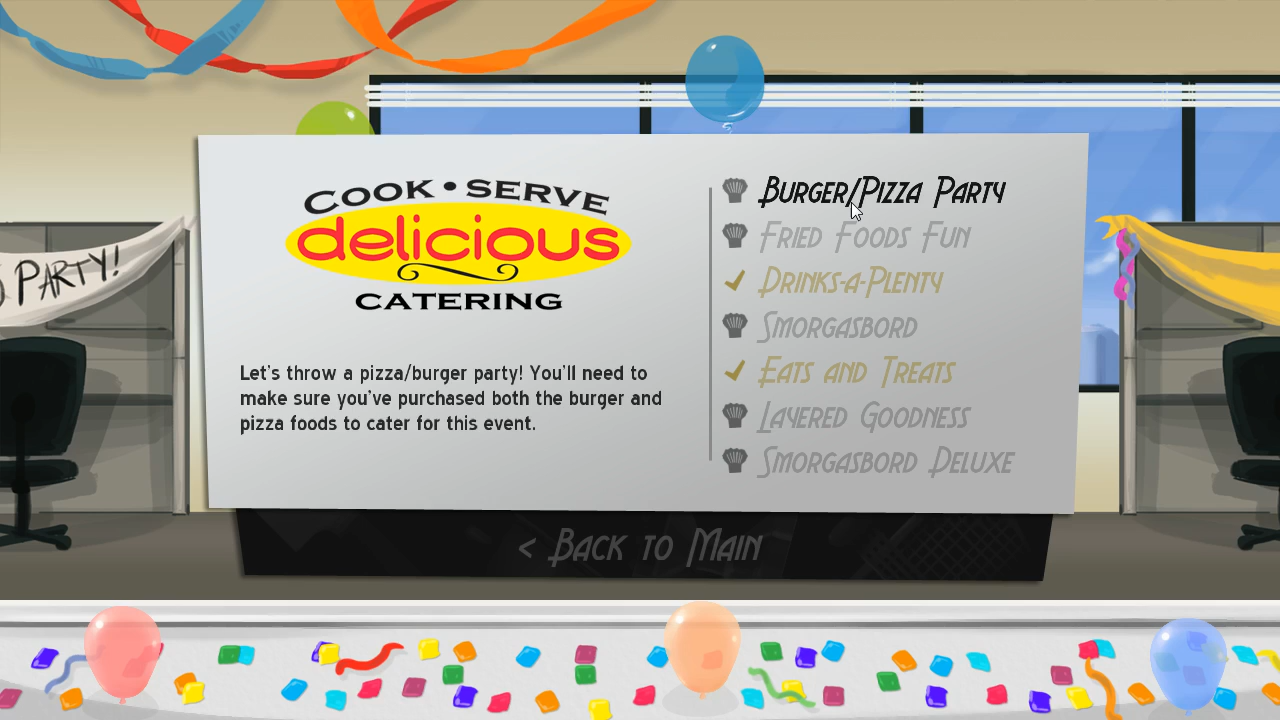 COOK • SERVE
delicious
CATERING
Let's throw a pizza/burger party! You'll need to
make sure you've purchased both the burger and
pizza foods to cater for this event.
Burger/Pizza Party
Fried Foods Fun
Drinks-a-Plenty
Smorgasbord
Eats and Treats
Layered Goodness
Smorgasbord Deluxe
< Back to Main
PARTY!